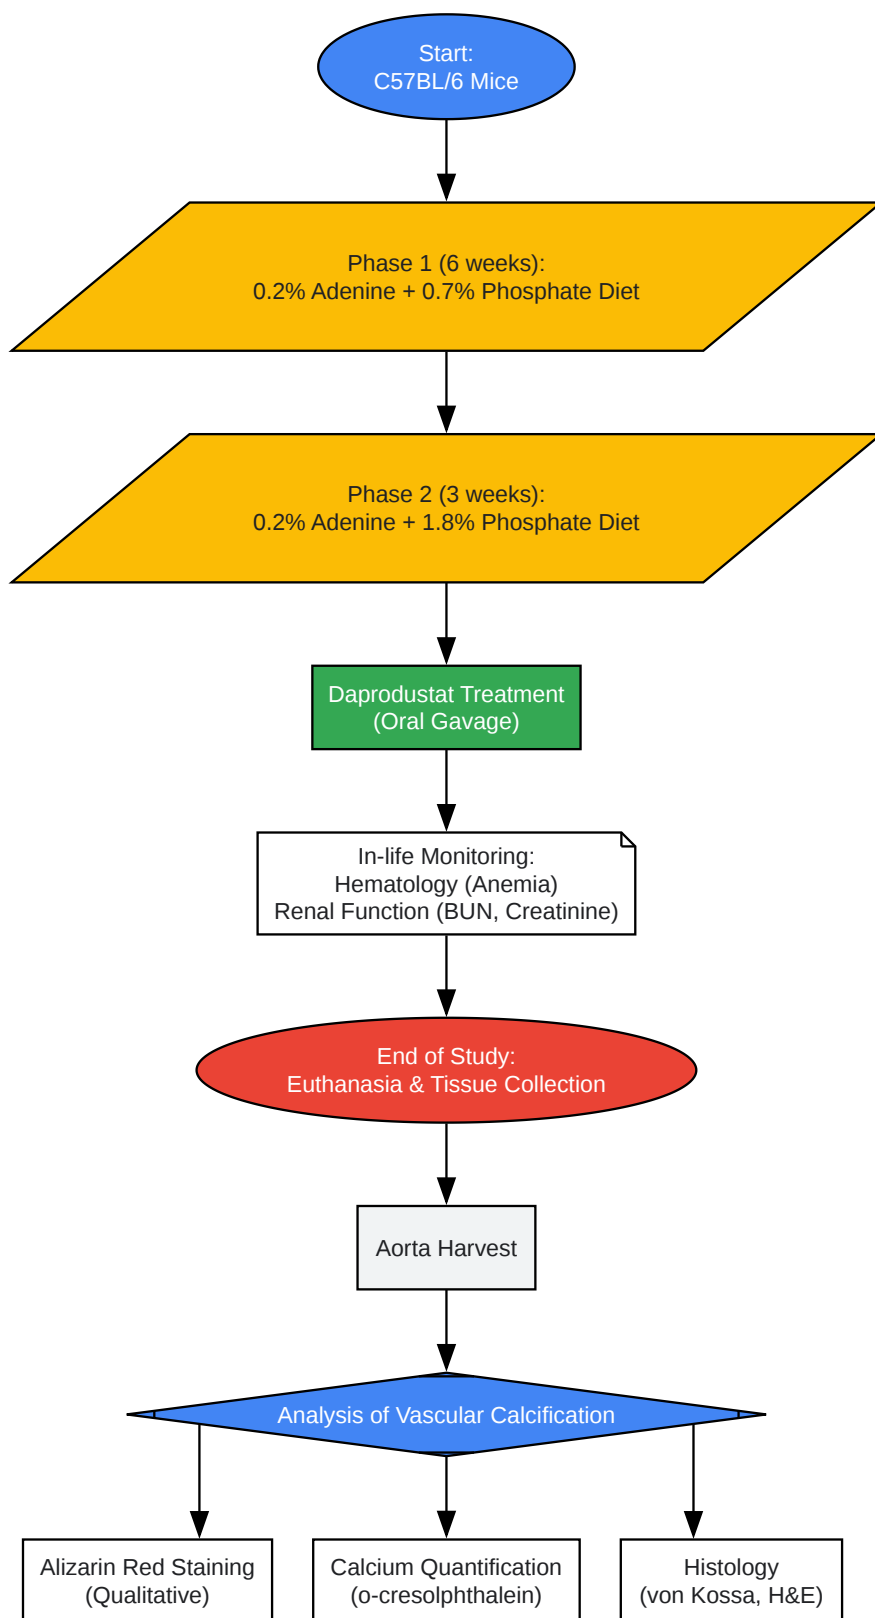 Start:
C57BL/6 Mice
Phase 1 (6 weeks):
0.2% Adenine + 0.7% Phosphate Diet
Phase 2 (3 weeks):
0.2% Adenine + 1.8% Phosphate Diet
Daprodustat Treatment
(Oral Gavage)
In-life Monitoring:
Hematology (Anemia)
Renal Function (BUN, Creatinine)
End of Study:
Euthanasia & Tissue Collection
Aorta Harvest
Analysis of Vascular Calcification
Alizarin Red Staining
(Qualitative)
Calcium Quantification
(o-cresolphthalein)
Histology
(von Kossa, H&E)